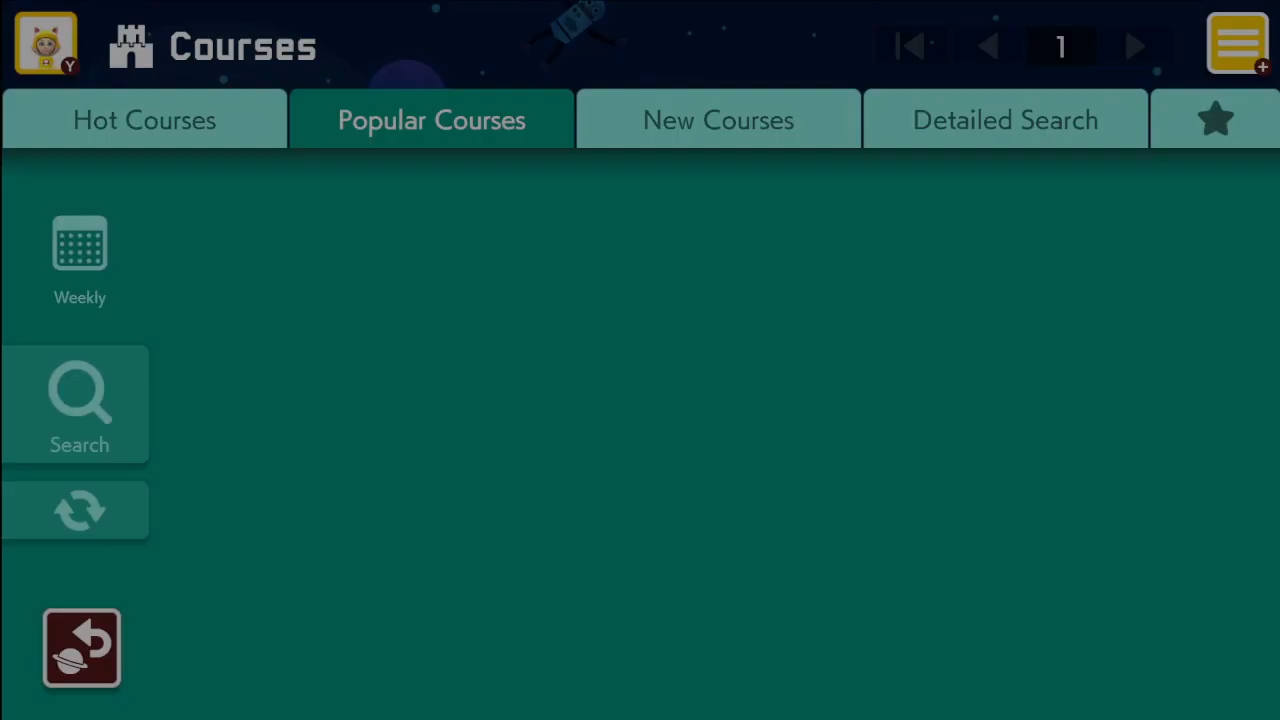 Y
Courses
1
+
Hot Courses
Popular Courses
New Courses
Detailed Search
Weekly
Search